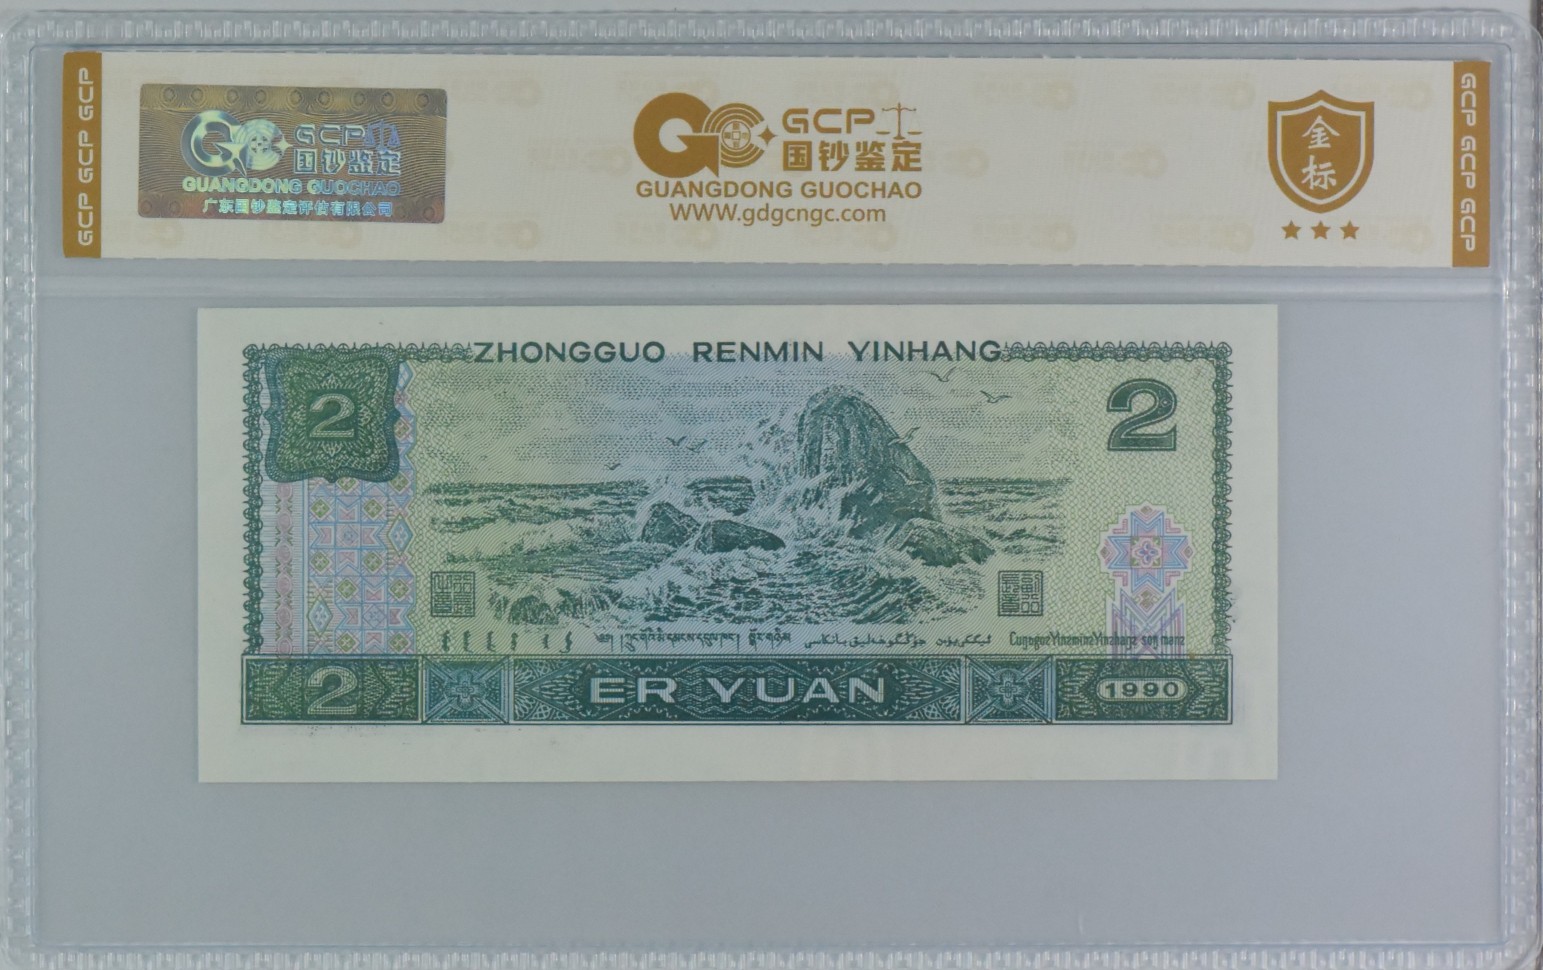 GCP GCP GCP
GCP
国钞鉴定
GUANGDONG GUOCHAO
广东国钞鉴定评估有限公司
GCP
国钞鉴定
GUANGDONG GUOCHAO
WWW.gdgcngc.com
金标
GCP GCP GCP
ZHONGGUO RENMIN YINHANG
2
2
2
ER YUAN
1990